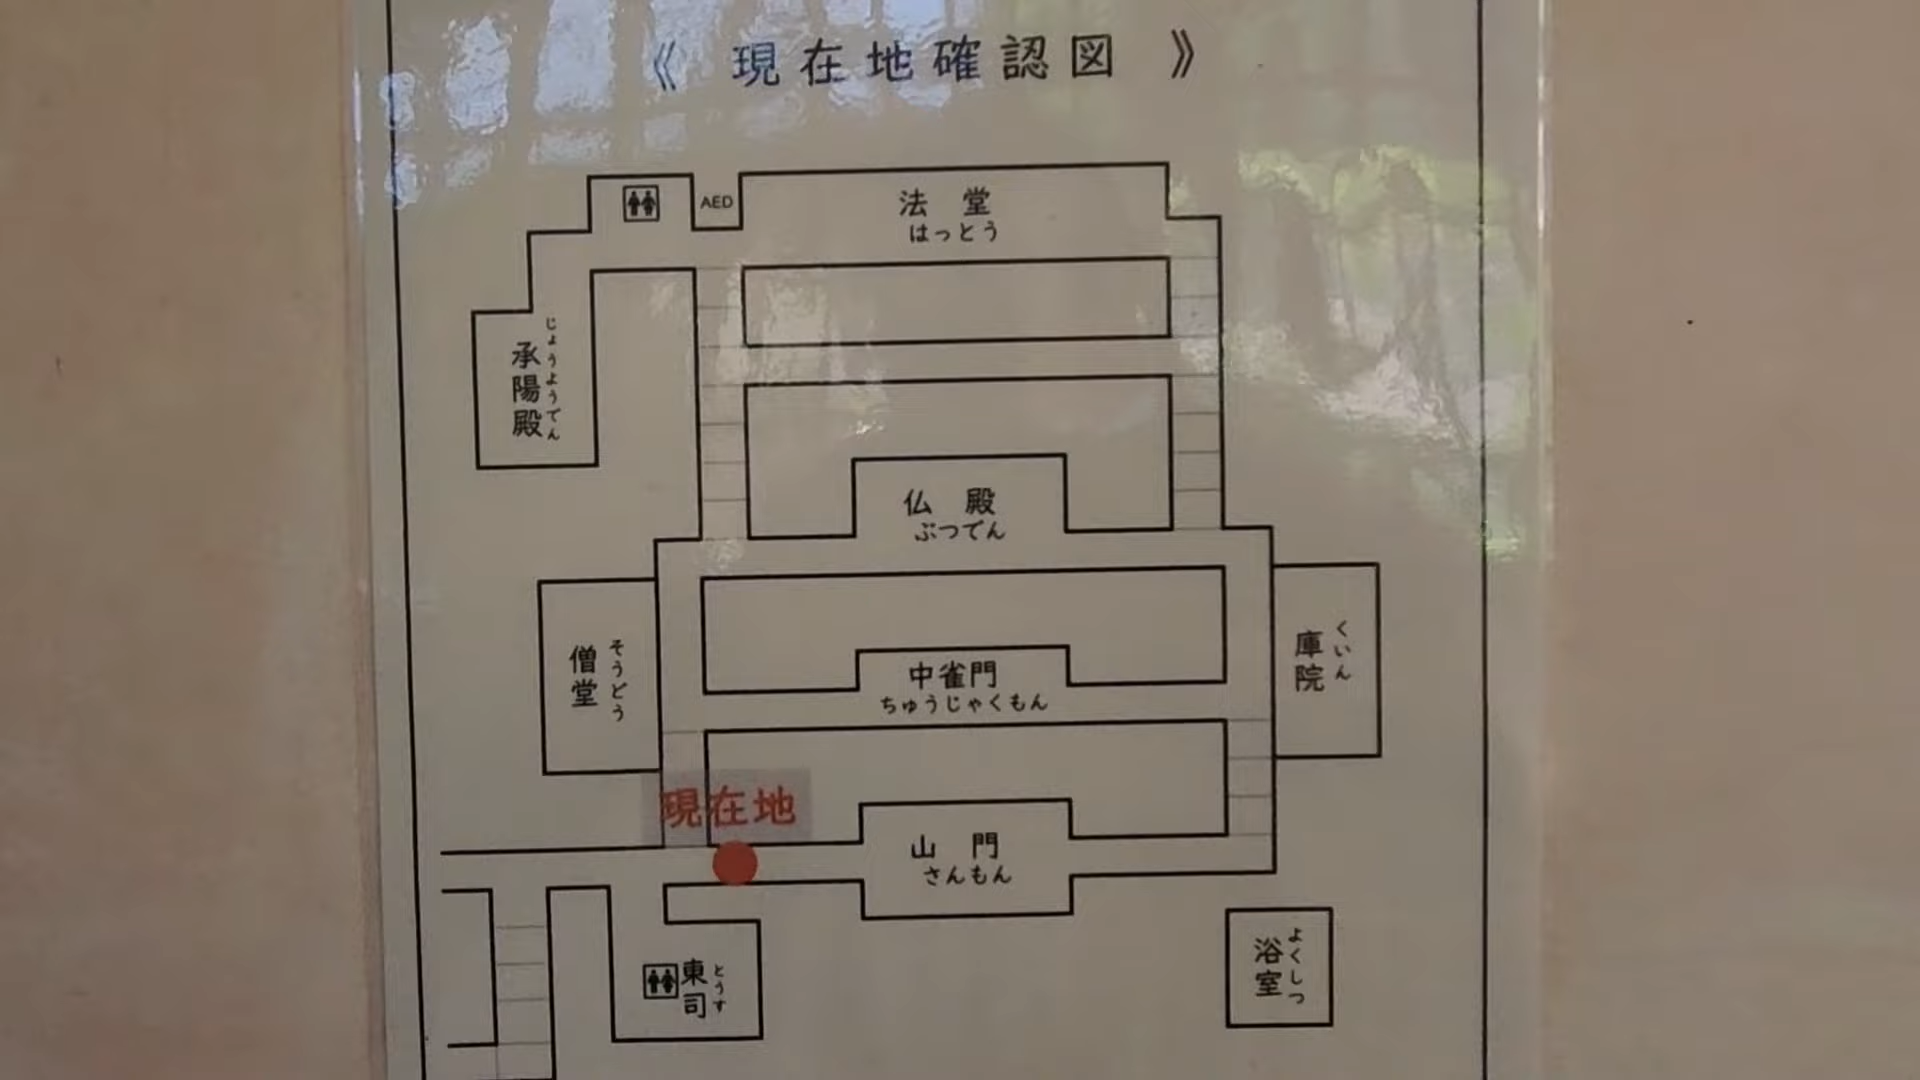 《 現在地確認図 》
AED
法 堂
はっとう
承陽殿
じょうようでん
仏 殿
ぶつでん
僧堂
そうどう
中雀門
ちゅうじゃくもん
庫院
くいん
現在地
山 門
さんもん
東司
とうす
浴室
よくしつ